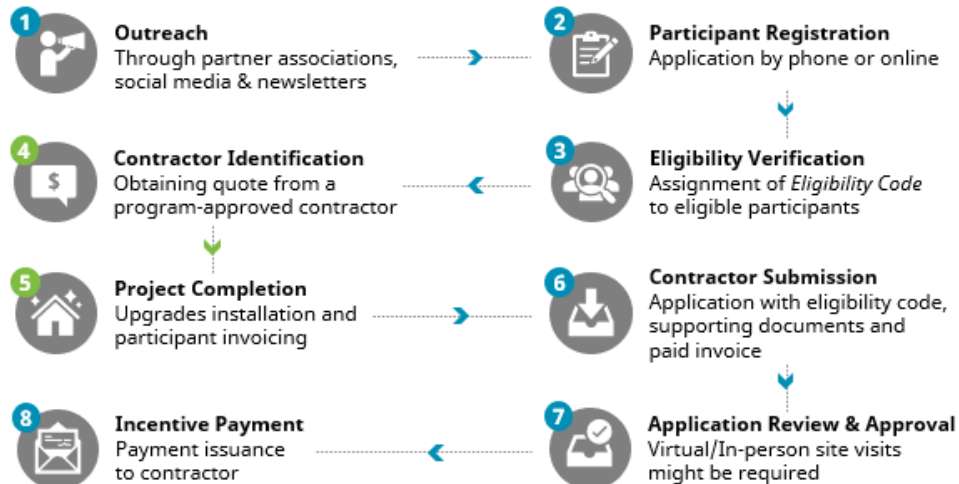 1
Outreach
Through partner associations,
social media & newsletters
2
Participant Registration
Application by phone or online
3
Eligibility Verification
Assignment of Eligibility Code
to eligible participants
4
$
Contractor Identification
Obtaining quote from a
program-approved contractor
5
Project Completion
Upgrades installation and
participant invoicing
6
Contractor Submission
Application with eligibility code,
supporting documents and
paid invoice
7
Application Review & Approval
Virtual/In-person site visits
might be required
8
Incentive Payment
Payment issuance
to contractor